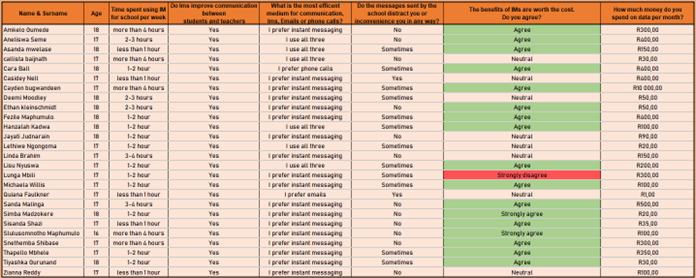 Name & Surname Age Time spent using IM for school per week Do Ims improve communication between students and teachers What is the most efficient medium for communication, Ims, Emails or phone calls? Do the messages sent by the school distract you or inconvenience you in any way? The benefits of IMs are worth the cost. Do you agree? How much money do you spend on data per month?
Amkelo Gumede 18 more than 4 hours Yes I prefer instant messaging No Agree R300,00
Aneliswa Seme 17 2-3 hours Yes I use all three No Agree R600,00
Asanda mwelase 18 less than 1 hour Yes I use all three Sometimes Agree R150,00
callista baijnath 17 more than 4 hours Yes I use all three No Neutral R30,00
Cara Ball 18 1-2 hour Yes I prefer phone calls Sometimes Agree R600,00
Caskidey Nell 17 less than 1 hour Yes I prefer instant messaging Yes Neutral R600,00
Cayden bugwandeen 17 more than 4 hours Yes I prefer instant messaging Sometimes Agree R10 000,00
Deemi Moodley 18 2-3 hours Yes I prefer instant messaging No Neutral R50,00
Ethan kleinschmidt 18 2-3 hours Yes I prefer instant messaging No Agree R50,00
Fezile Maphumulo 18 1-2 hour Yes I prefer instant messaging Sometimes Agree R600,00
Hanzalah Kadwa 18 1-2 hour Yes I use all three Sometimes Agree R100,00
Jayati Judnarain 18 1-2 hour Yes I prefer instant messaging No Neutral R90,00
Lethiwe Ngongoma 17 1-2 hour Yes I use all three Sometimes Neutral R20,00
Linda Brahim 17 3-4 hours Yes I prefer instant messaging No Neutral R150,00
Lisu Nyuswa 17 1-2 hour Yes I use all three Sometimes Agree R200,00
Lunga Mbili 17 1-2 hour Yes I prefer instant messaging Sometimes Strongly disagree R300,00
Michaela Willis 17 1-2 hour Yes I prefer instant messaging Sometimes Agree R100,00
Quiana Faulkner 17 less than 1 hour Yes I prefer emails Yes Neutral R1,00
Sanda Malinga 17 3-4 hours Yes I prefer instant messaging No Agree R500,00
Simba Madzokere 18 1-2 hour Yes I prefer instant messaging Sometimes Strongly agree R20,00
Sisanda Shazi 17 less than 1 hour Yes I prefer instant messaging No Agree R35,00
Siulusomnotho Maphumulo 16 less than 4 hours Yes I prefer instant messaging No Strongly agree R100,00
Snethemba Shibase 17 more than 4 hours Yes I prefer instant messaging No Agree R300,00
Thapello Mbhele 17 1-2 hour Yes I prefer instant messaging Sometimes Agree R350,00
Tiyashka Gurunand 18 1-2 hour Yes I prefer instant messaging Sometimes Agree R30,00
Zianna Reddy 17 less than 1 hour Yes I prefer instant messaging No Neutral R100,00